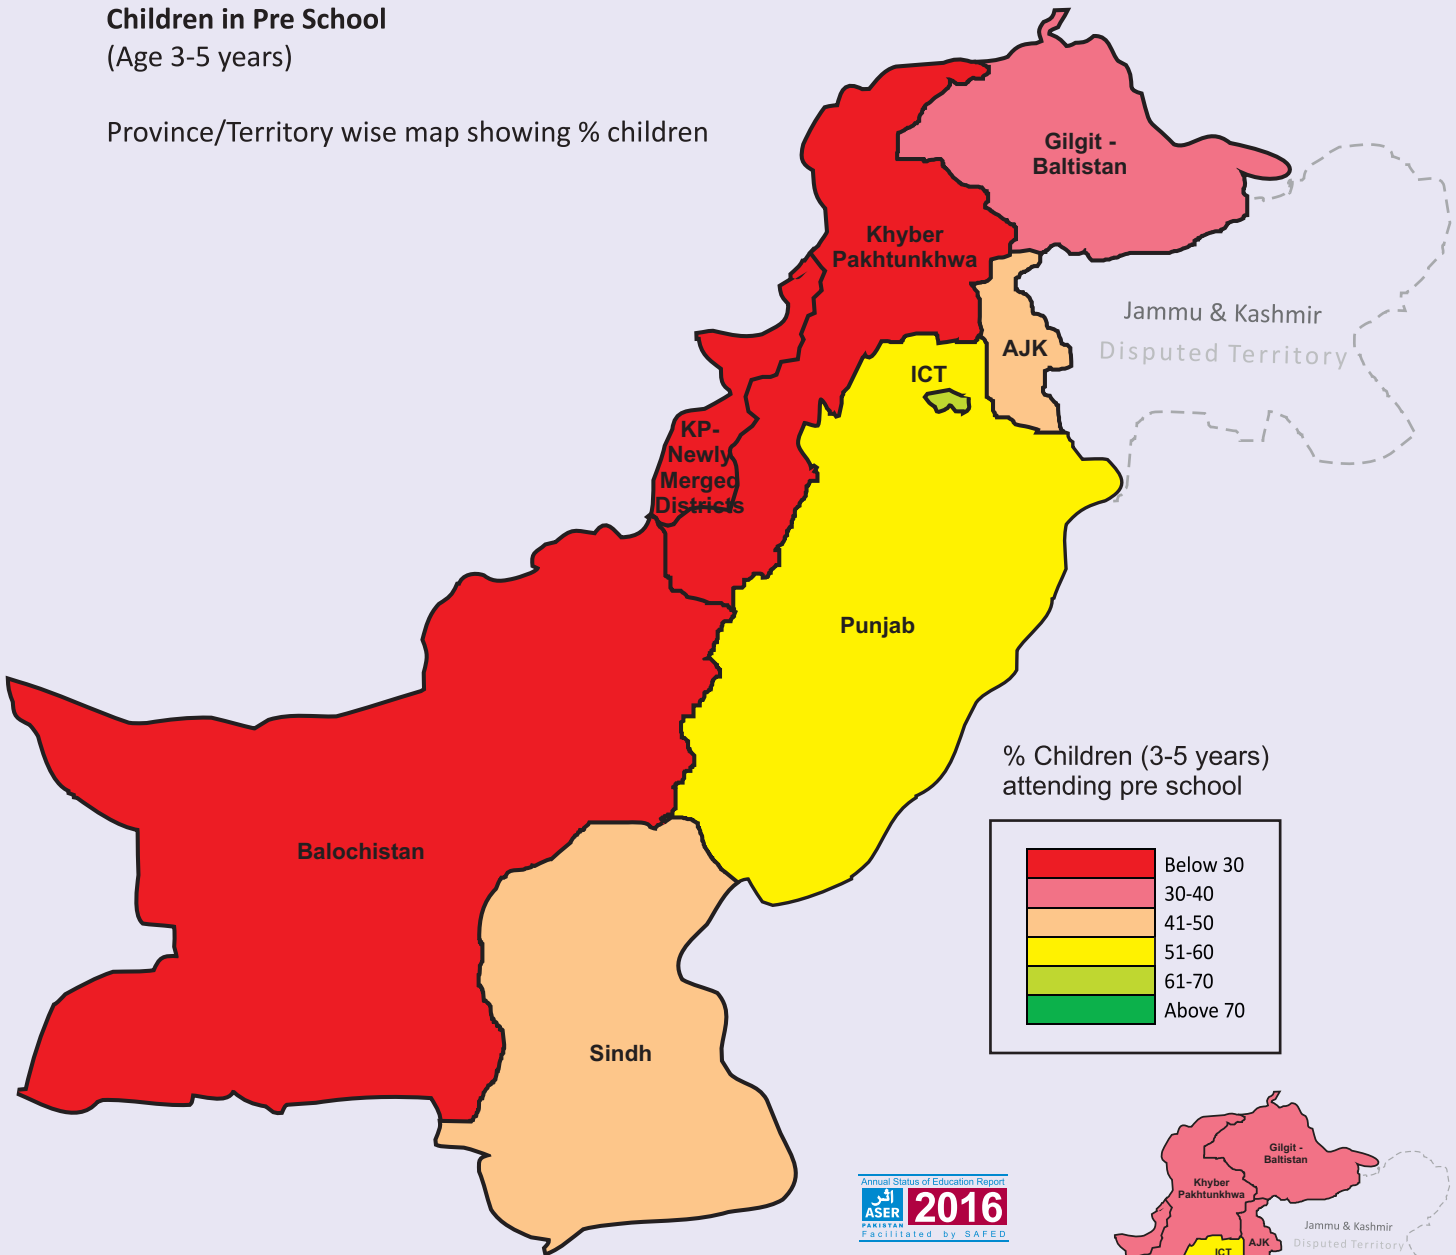 Children in Pre School
(Age 3-5 years)
Province/Territory wise map showing % children
Gilgit -
Baltistan
Khyber
Pakhtunkhwa
Jammu & Kashmir
Disputed Territory
AJK
ICT
KP-
Newly
Merged
Districts
Punjab
Balochistan
Sindh
% Children (3-5 years)
attending pre school
Below 30
30-40
41-50
51-60
61-70
Above 70
Annual Status of Education Report
اثر
ASER
PAKISTAN
2016
Facilitated by SAFED
Gilgit -
Baltistan
Khyber
Pakhtunkhwa
Jammu & Kashmir
Disputed Territory
AJK
ICT